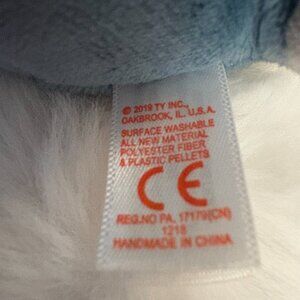 © 2019 TY INC.,
OAKBROOK, IL. U.S.A.
SURFACE WASHABLE
ALL NEW MATERIAL
POLYESTER FIBER
& PLASTIC PELLETS
CE
REG.NO PA. 17179(CN)
1218
HANDMADE IN CHINA